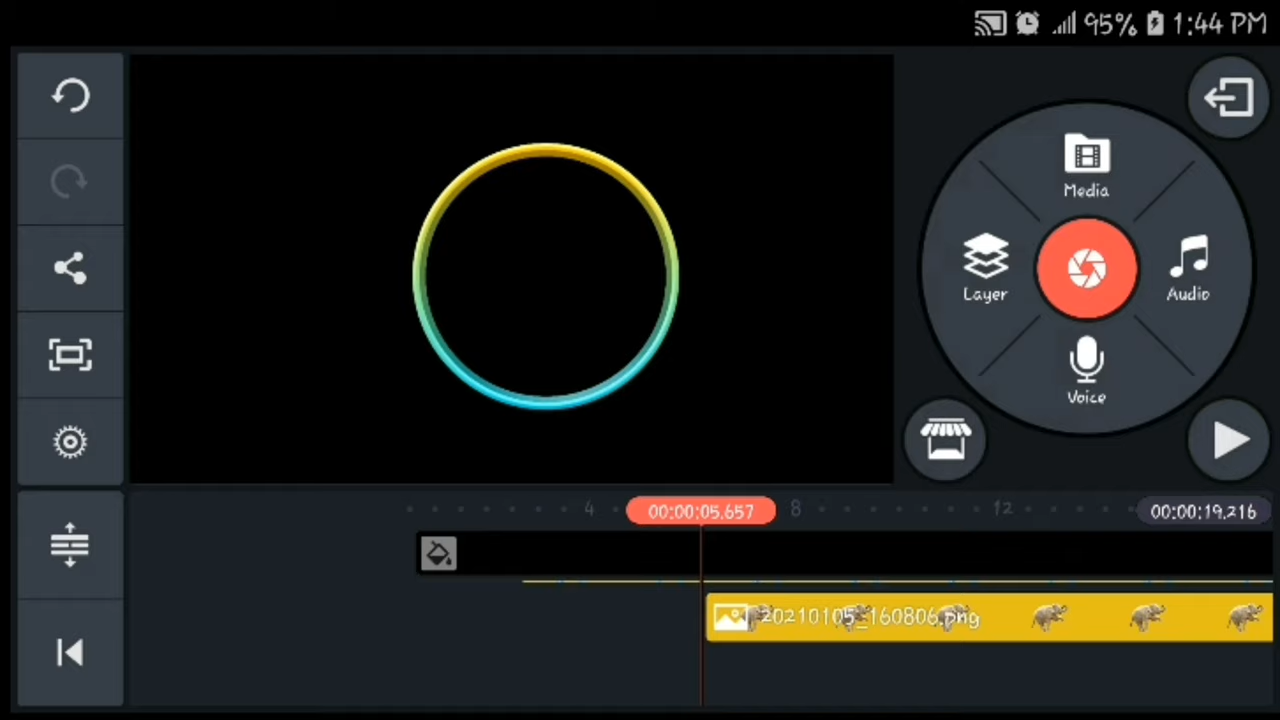 95% 1:44 PM
Media
Layer
Audio
Voice
4
00:00:05.657
8
12
00:00:19.216
20210105_160806.png